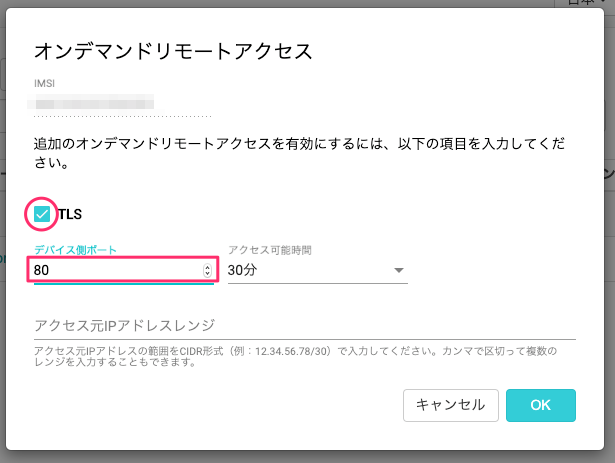 日本
オンデマンドリモートアクセス
IMSI
追加のオンデマンドリモートアクセスを有効にするには、以下の項目を入力してくだ
さい。
TLS
デバイス側ポート
アクセス可能時間
80
30分
アクセス元IPアドレスレンジ
アクセス元IPアドレスの範囲をCIDR形式（例：12.34.56.78/30）で入力してください。カンマで区切って複数の
レンジを入力することもできます。
キャンセル
OK